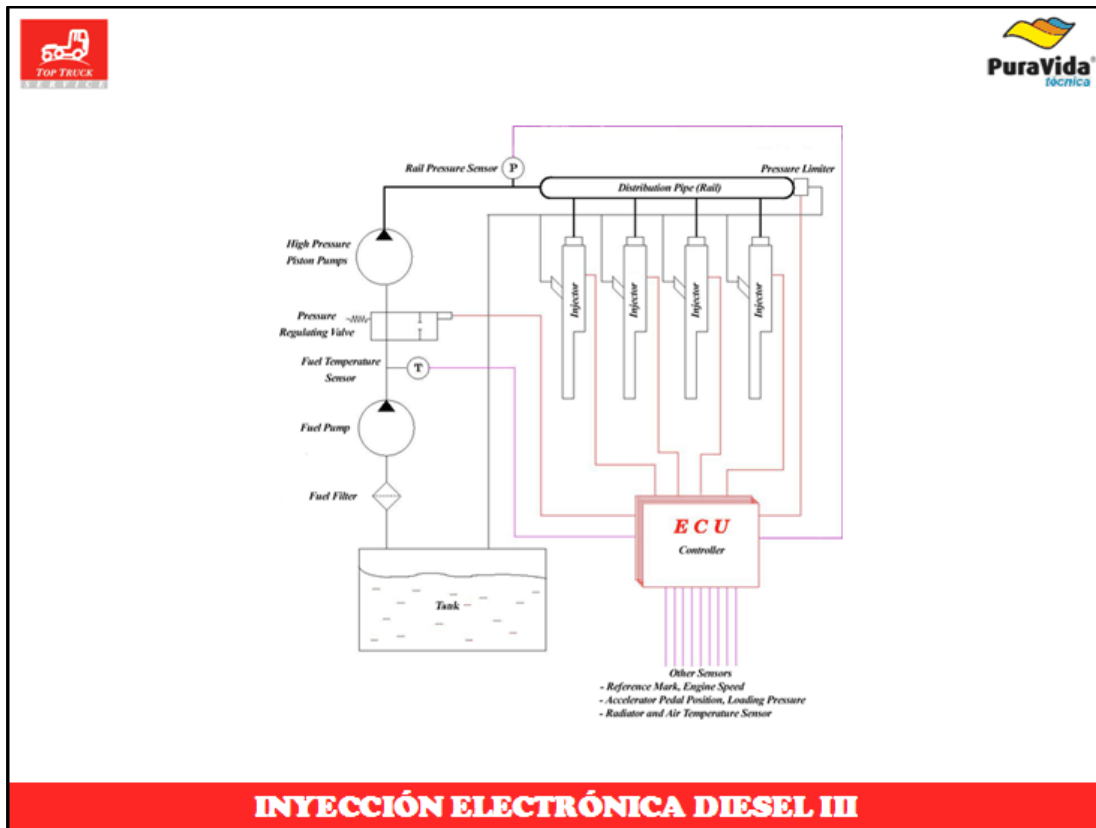 TOP TRUCK
SERVICE
PuraVida®
técnica
Rail Pressure Sensor
P
Pressure Limiter
Distribution Pipe (Rail)
High Pressure
Piston Pumps
Injector
Injector
Injector
Injector
Pressure
Regulating Valve
Fuel Temperature
Sensor
T
Fuel Pump
Fuel Filter
ECU
Controller
Tank
Other Sensors
- Reference Mark, Engine Speed
- Accelerator Pedal Position, Loading Pressure
- Radiator and Air Temperature Sensor
INYECCIÓN ELECTRÓNICA DIESEL III